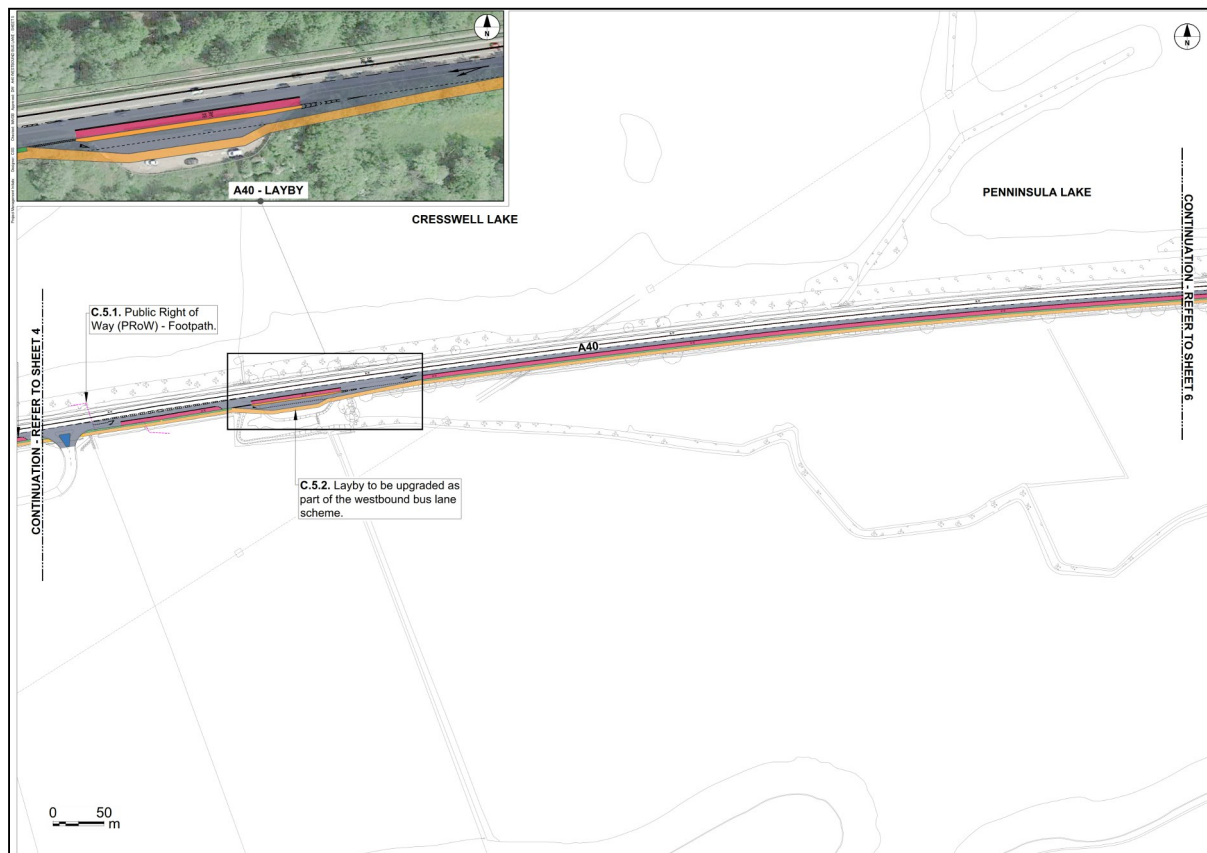 N
N
A40 - LAYBY
CRESSWELL LAKE
PENNINSULA LAKE
CONTINUATION - REFER TO SHEET 4
CONTINUATION - REFER TO SHEET 6
C.5.1. Public Right of
Way (PRoW) - Footpath.
A40
C.5.2. Layby to be upgraded as
part of the westbound bus lane
scheme.
0 50
m